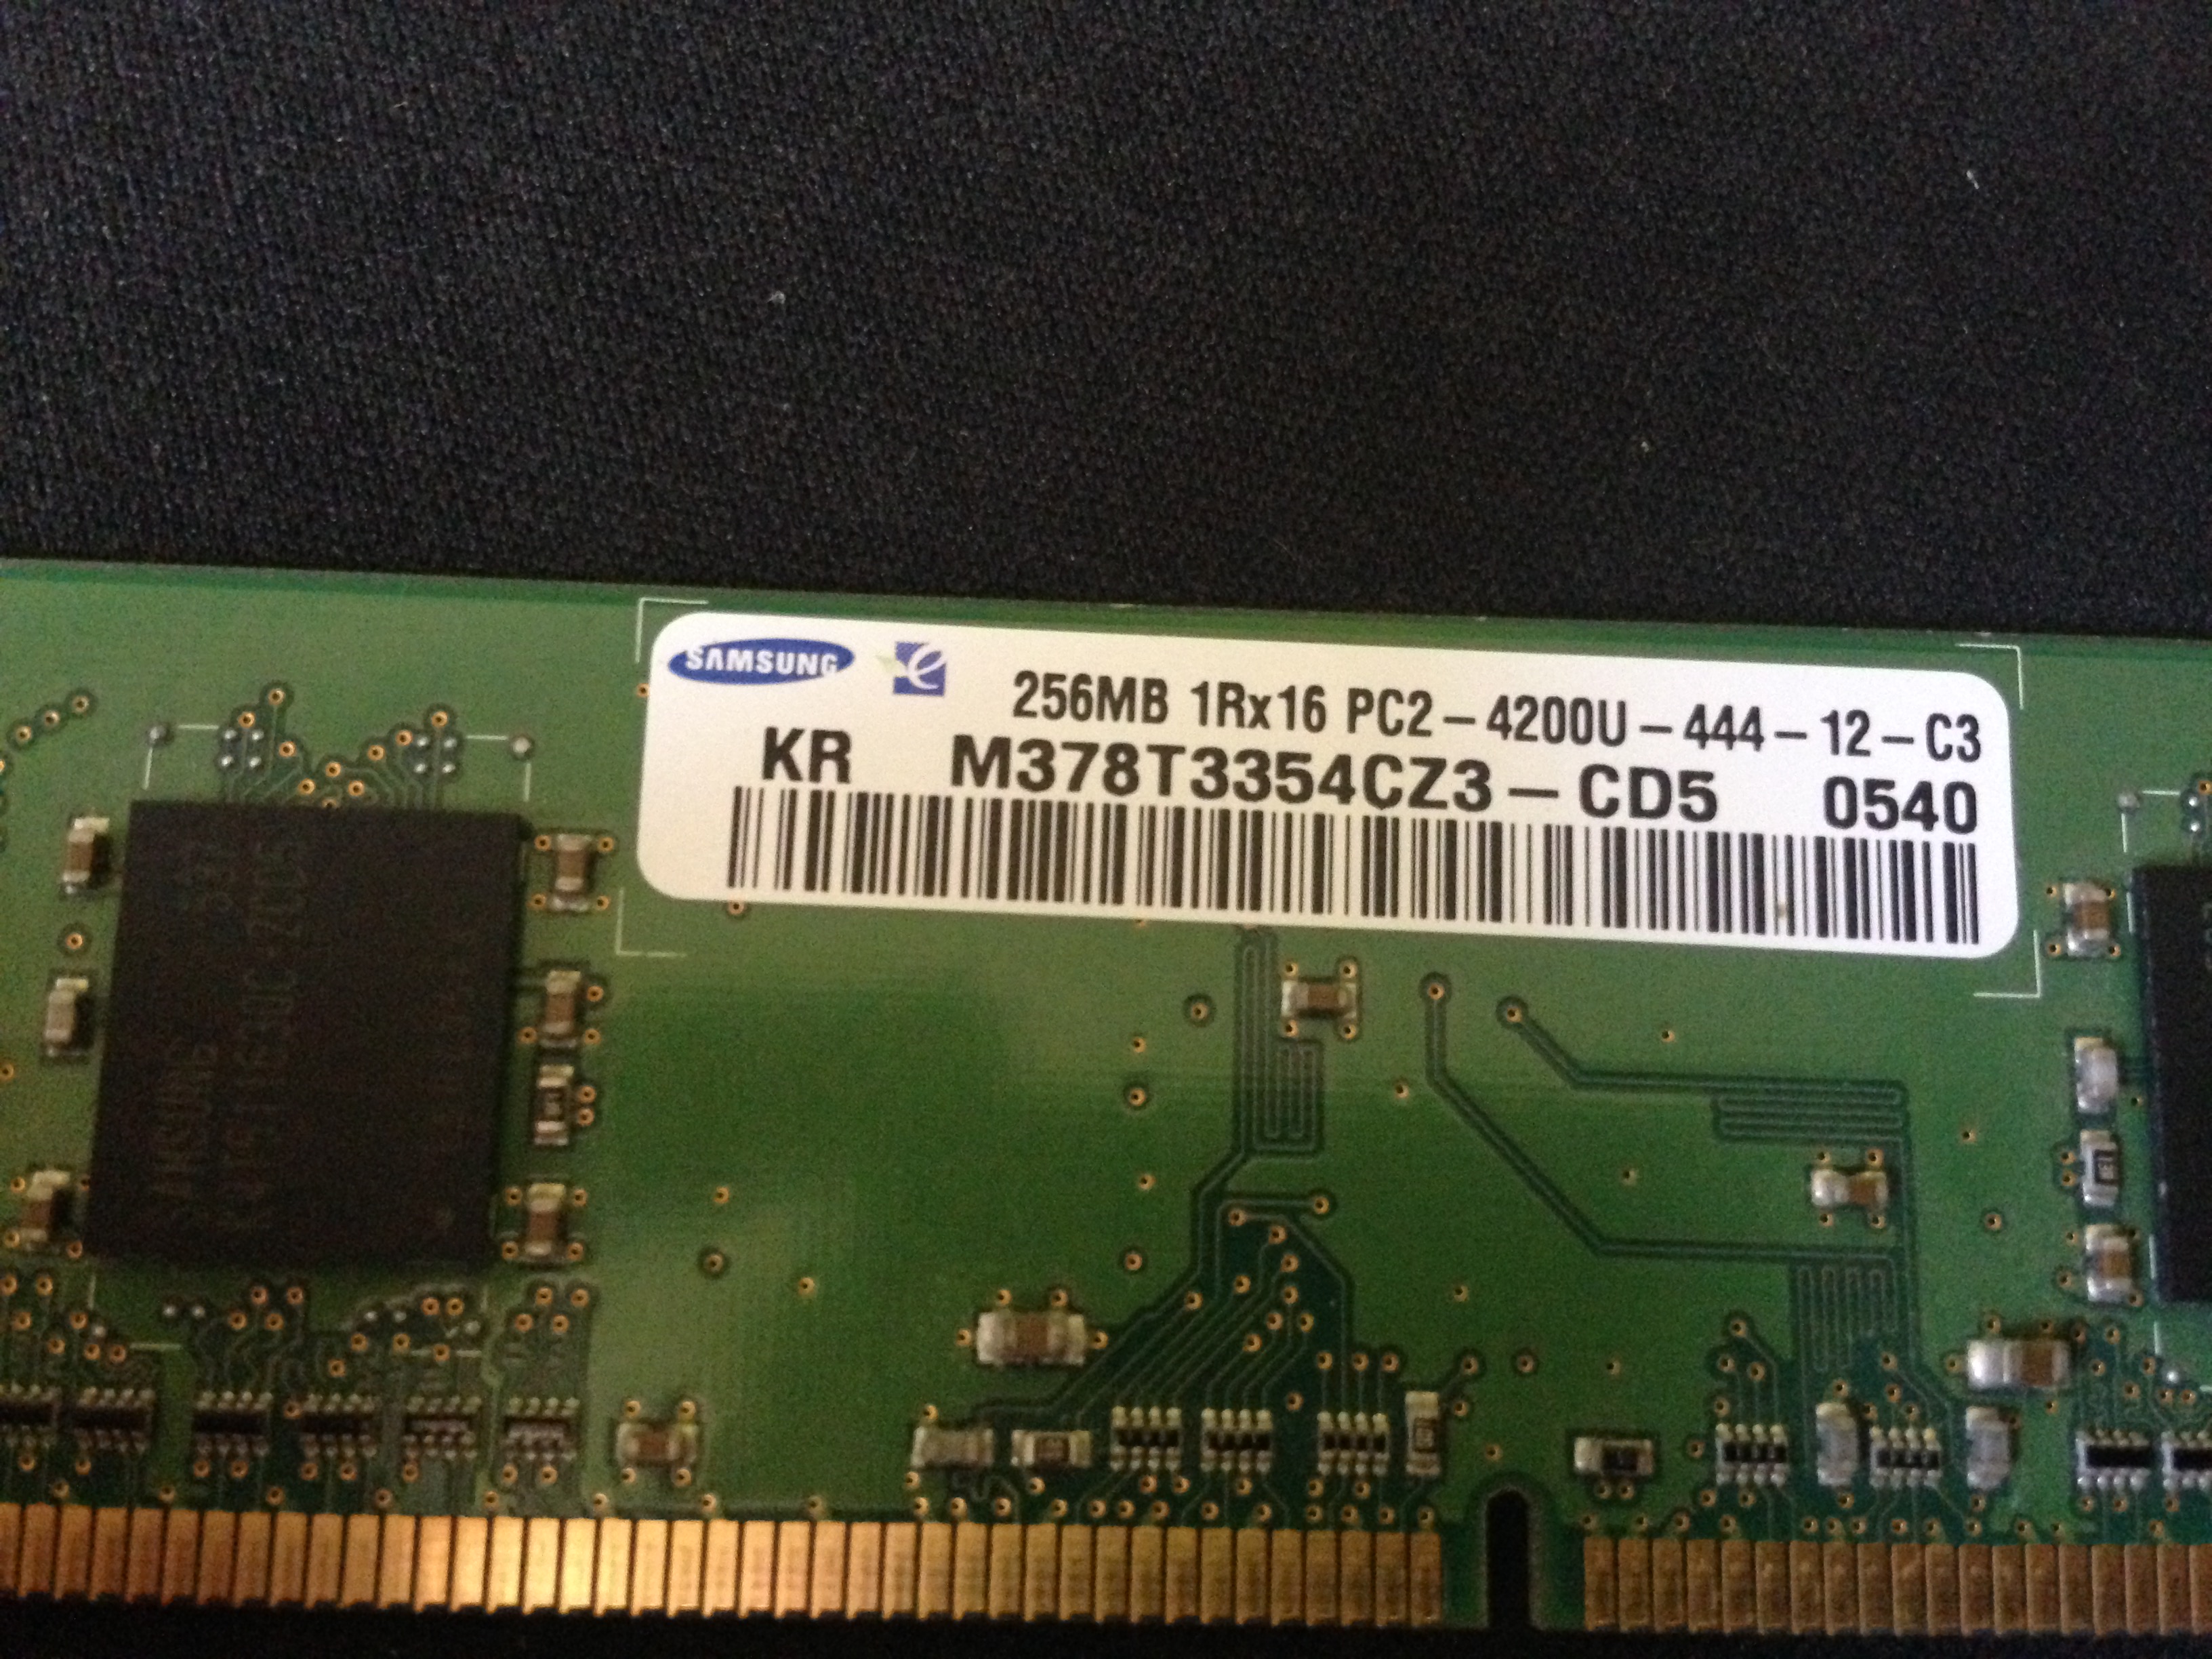 SAMSUNG e
256MB 1Rx16 PC2-4200U-444-12-C3
KR M378T3354CZ3-CD5 0540